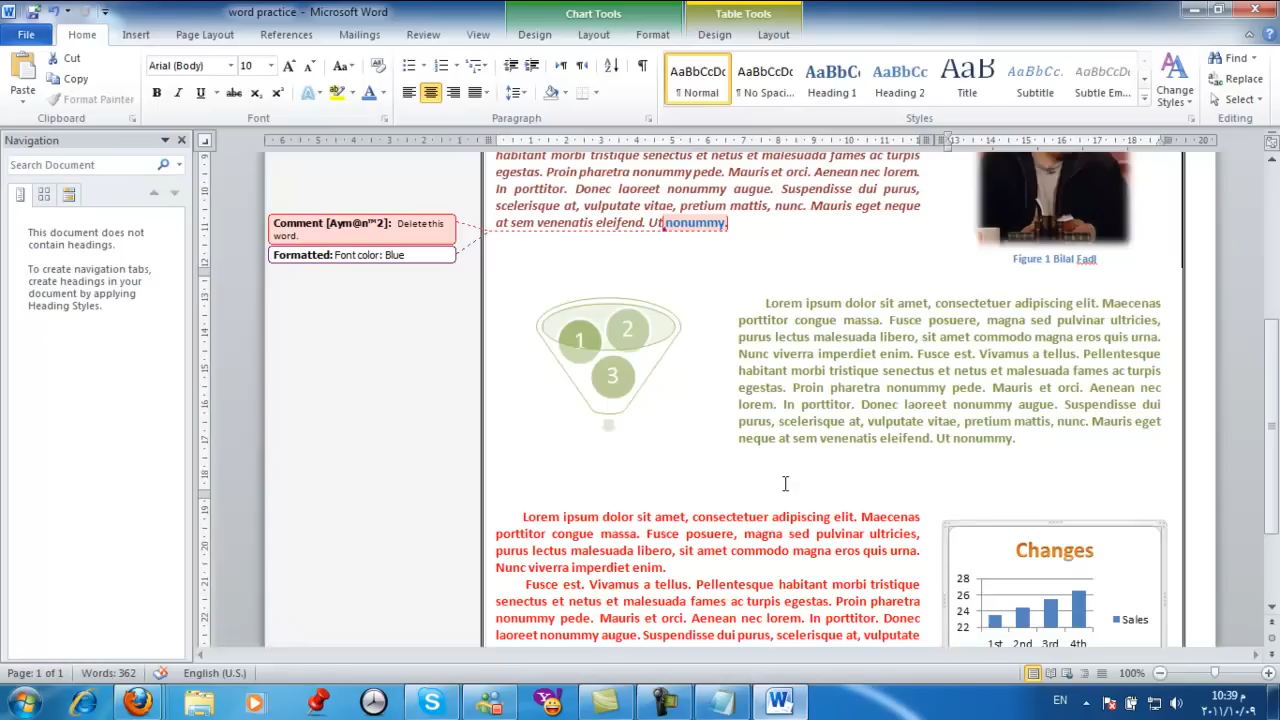 word practice - Microsoft Word
Chart Tools
Table Tools
File
Home
Insert
Page Layout
References
Mailings
Review
View
Design
Layout
Format
Design
Layout
Paste
Cut
Copy
Format Painter
Clipboard
Arial (Body)
10
Font
Paragraph
AaBbCcDc
¶ Normal
AaBbCcDc
¶ No Spaci...
AaBbC
Heading 1
AaBbCc
Heading 2
AaB
Title
AaBbCc.
Subtitle
AaBbCcDc
Subtle Em...
Change
Styles
Styles
Find
Replace
Select
Editing
Navigation
Search Document
This document does not
contain headings.
To create navigation tabs,
create headings in your
document by applying
Heading Styles.
Comment [Aym@n™2]: Delete this
word.
Formatted: Font color: Blue
habitant morbi tristique senectus et netus et malesuada fames ac turpis
egestas. Proin pharetra nonummy pede. Mauris et orci. Aenean nec lorem.
In porttitor. Donec laoreet nonummy augue. Suspendisse dui purus,
scelerisque at, vulputate vitae, pretium mattis, nunc. Mauris eget neque
at sem venenatis eleifend. Ut nonummy.
Figure 1 Bilal Fadl
1
2
3
Lorem ipsum dolor sit amet, consectetuer adipiscing elit. Maecenas
porttitor congue massa. Fusce posuere, magna sed pulvinar ultricies,
purus lectus malesuada libero, sit amet commodo magna eros quis urna.
Nunc viverra imperdiet enim. Fusce est. Vivamus a tellus. Pellentesque
habitant morbi tristique senectus et netus et malesuada fames ac turpis
egestas. Proin pharetra nonummy pede. Mauris et orci. Aenean nec
lorem. In porttitor. Donec laoreet nonummy augue. Suspendisse dui
purus, scelerisque at, vulputate vitae, pretium mattis, nunc. Mauris eget
neque at sem venenatis eleifend. Ut nonummy.
Lorem ipsum dolor sit amet, consectetuer adipiscing elit. Maecenas
porttitor congue massa. Fusce posuere, magna sed pulvinar ultricies,
purus lectus malesuada libero, sit amet commodo magna eros quis urna.
Nunc viverra imperdiet enim.
Fusce est. Vivamus a tellus. Pellentesque habitant morbi tristique
senectus et netus et malesuada fames ac turpis egestas. Proin pharetra
nonummy pede. Mauris et orci. Aenean nec lorem. In porttitor. Donec
laoreet nonummy augue. Suspendisse dui purus, scelerisque at, vulputate
Changes
28
26
24
22
1st 2nd 3rd 4th
Sales
Page: 1 of 1
Words: 362
English (U.S.)
100%
EN
10:39 م
٢٠١١/١٠/٠٩